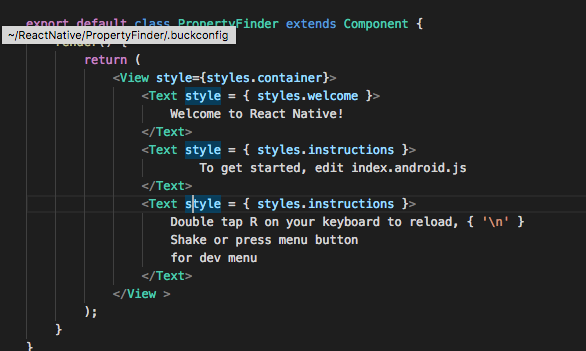 export default class PropertyFinder extends Component {
~/ReactNative/PropertyFinder/.buckconfig
render() {
return (
<View style={styles.container}>
<Text style = { styles.welcome }>
Welcome to React Native!
</Text>
<Text style = { styles.instructions }>
To get started, edit index.android.js
</Text>
<Text style = { styles.instructions }>
Double tap R on your keyboard to reload, { '\n' }
Shake or press menu button
for dev menu
</Text>
</View >
);
}
}